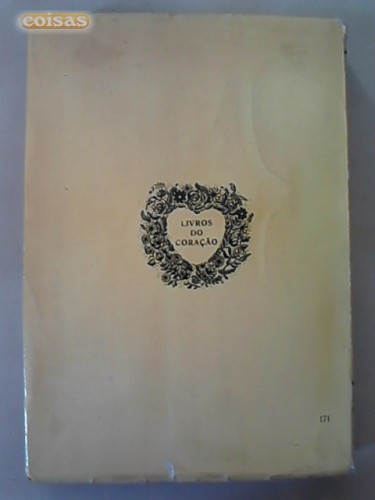 coisas
LIVROS
DO
CORAÇÃO
171